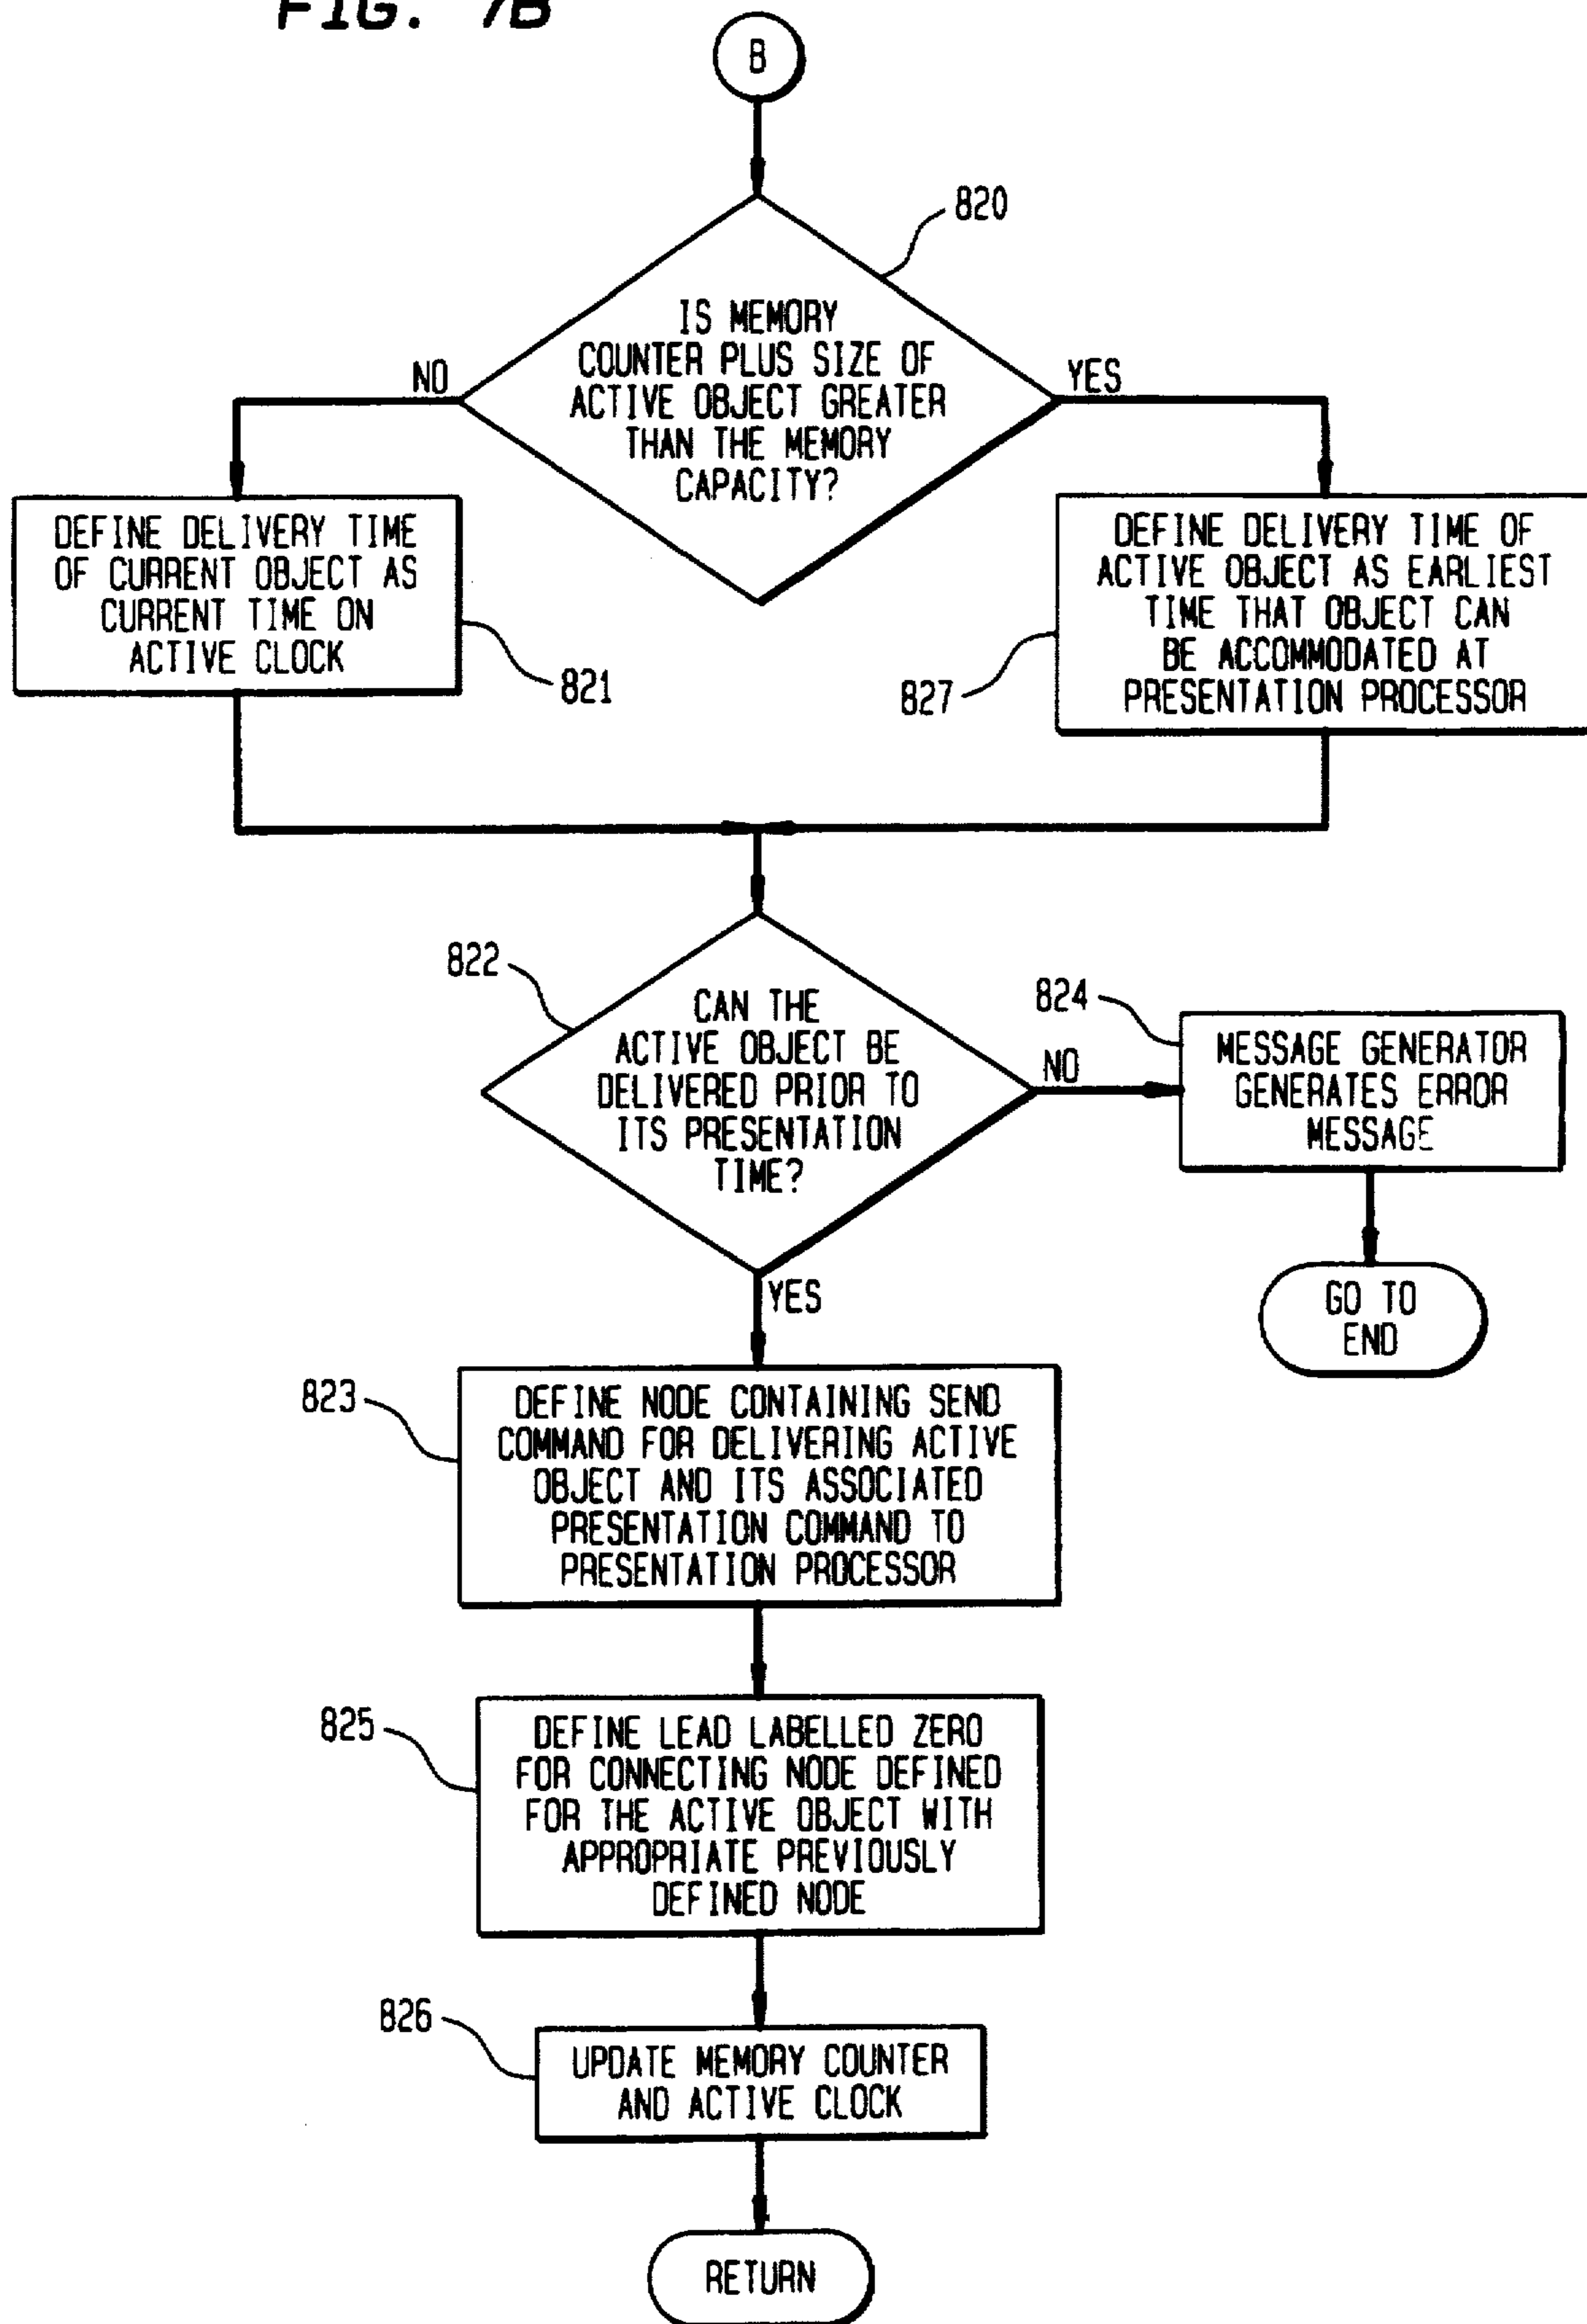 FIG. 7B
B
820
IS MEMORY
COUNTER PLUS SIZE OF
ACTIVE OBJECT GREATER
THAN THE MEMORY
CAPACITY?
NO
YES
DEFINE DELIVERY TIME
OF CURRENT OBJECT AS
CURRENT TIME ON
ACTIVE CLOCK
821
DEFINE DELIVERY TIME OF
ACTIVE OBJECT AS EARLIEST
TIME THAT OBJECT CAN
BE ACCOMMODATED AT
PRESENTATION PROCESSOR
827
822
CAN THE
ACTIVE OBJECT BE
DELIVERED PRIOR TO
ITS PRESENTATION
TIME?
NO
824
MESSAGE GENERATOR
GENERATES ERROR
MESSAGE
GO TO
END
YES
823
DEFINE NODE CONTAINING SEND
COMMAND FOR DELIVERING ACTIVE
OBJECT AND ITS ASSOCIATED
PRESENTATION COMMAND TO
PRESENTATION PROCESSOR
825
DEFINE LEAD LABELLED ZERO
FOR CONNECTING NODE DEFINED
FOR THE ACTIVE OBJECT WITH
APPROPRIATE PREVIOUSLY
DEFINED NODE
826
UPDATE MEMORY COUNTER
AND ACTIVE CLOCK
RETURN